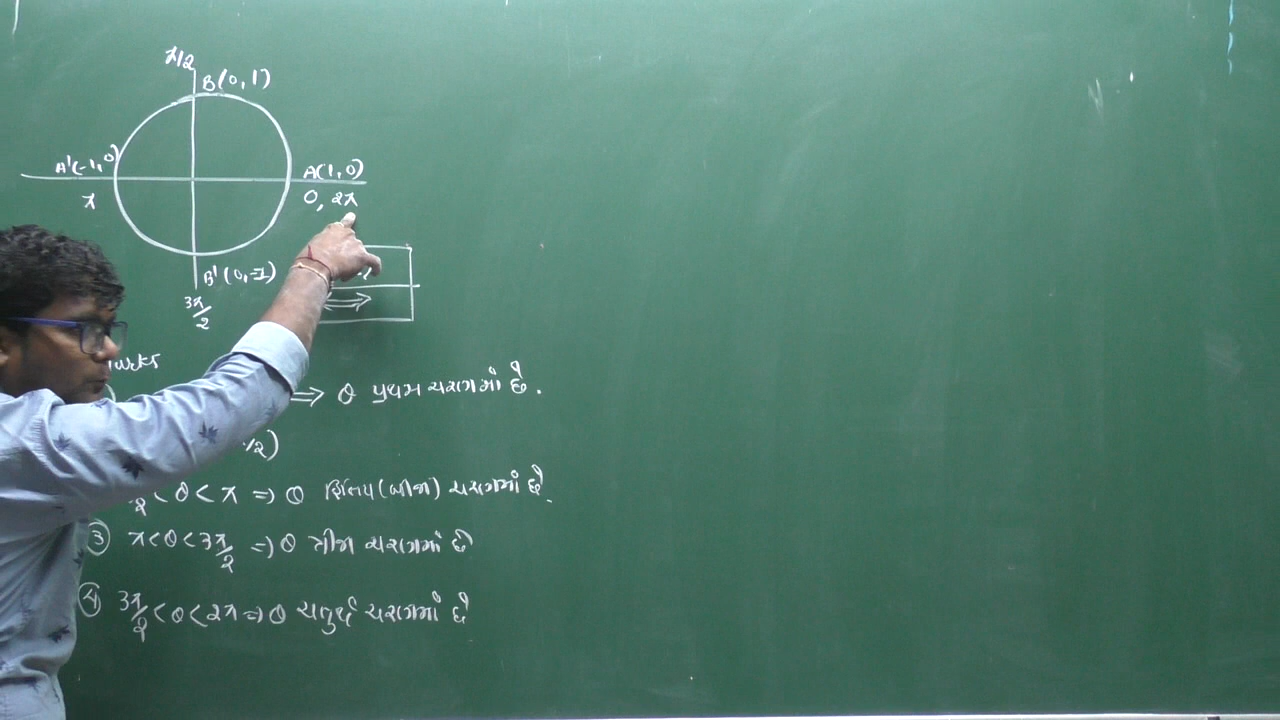 π/2
B(0, 1)
A'(-1, 0)
A(1, 0)
π
0, 2π
B'(0, -1)
3π/2
⇒
⇒ θ પ્રથમ ચરણમાં છે.
/2)
π/2 < θ < π ⇒ θ દ્વિતિય (બીજા) ચરણમાં છે.
③ π < θ < 3π/2 ⇒ θ ત્રીજા ચરણમાં છે
④ 3π/2 < θ < 2π ⇒ θ ચતુર્થ ચરણમાં છે